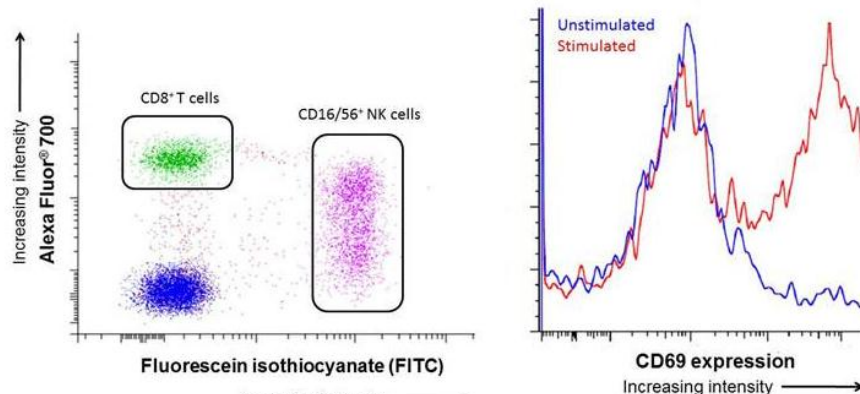 CD8⁺ T cells
CD16/56⁺ NK cells
Increasing intensity
Alexa Fluor® 700
Fluorescein isothiocyanate (FITC)
Unstimulated
Stimulated
CD69 expression
Increasing intensity